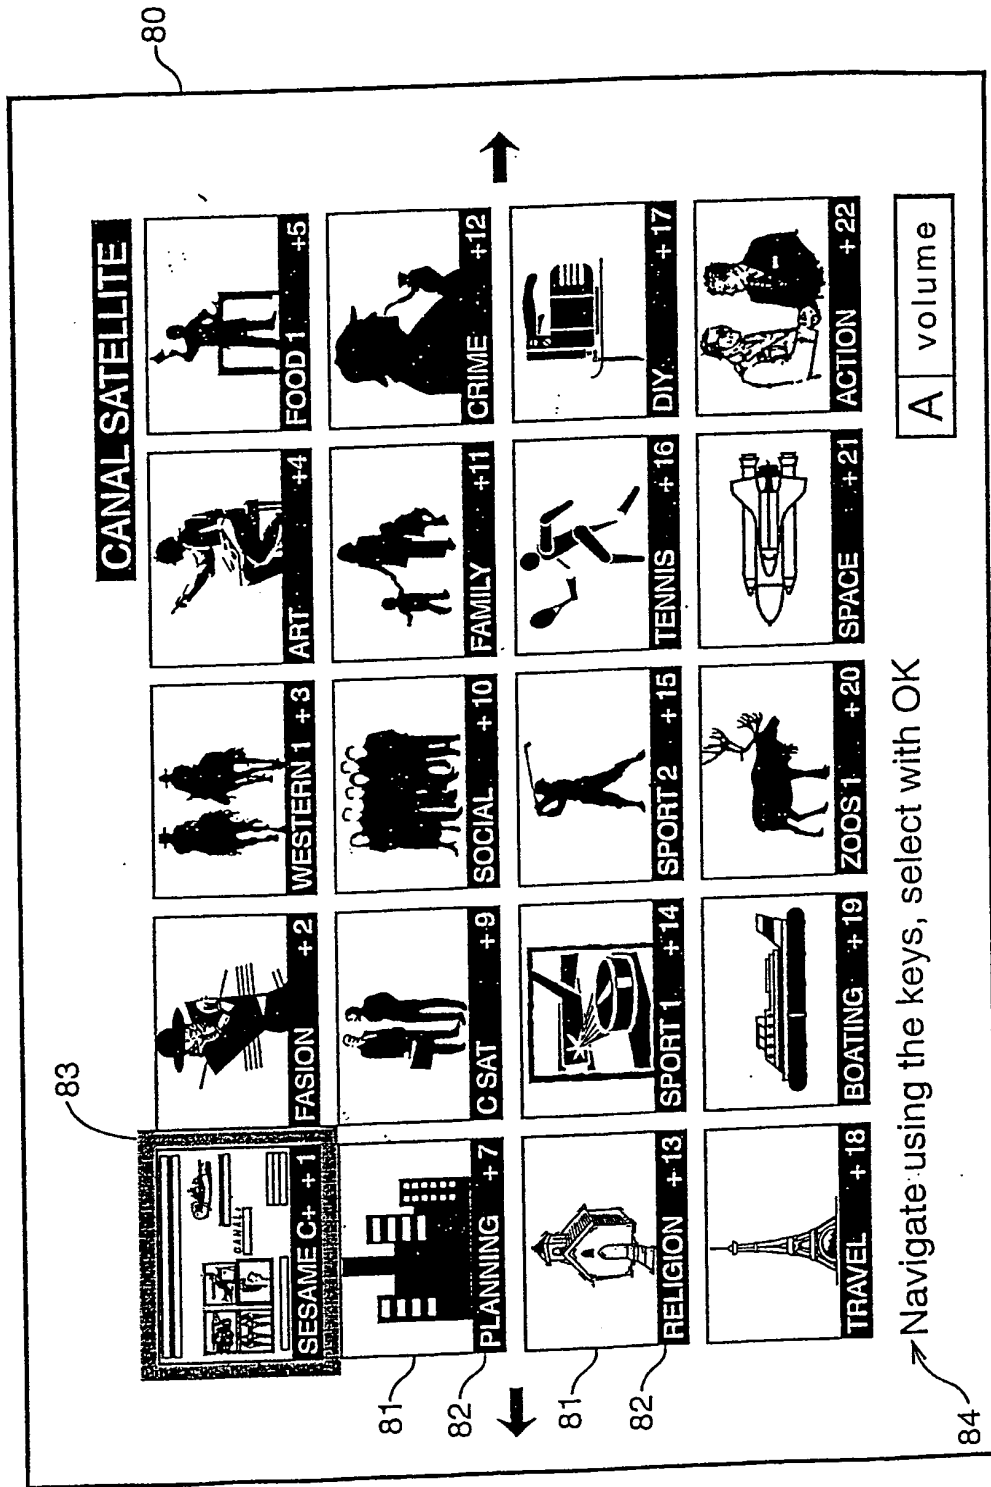 80
CANAL SATELLITE
83
SESAME C+ + 1
FASION + 2
WESTERN 1 + 3
ART +4
FOOD 1 +5
81
82
PLANNING + 7
C SAT + 9
SOCIAL + 10
FAMILY +11
CRIME +12
81
82
RELIGION +13
SPORT 1 + 14
SPORT 2 + 15
TENNIS + 16
DIY + 17
TRAVEL + 18
BOATING + 19
ZOOS 1 + 20
SPACE + 21
ACTION + 22
84
Navigate using the keys, select with OK
A volume